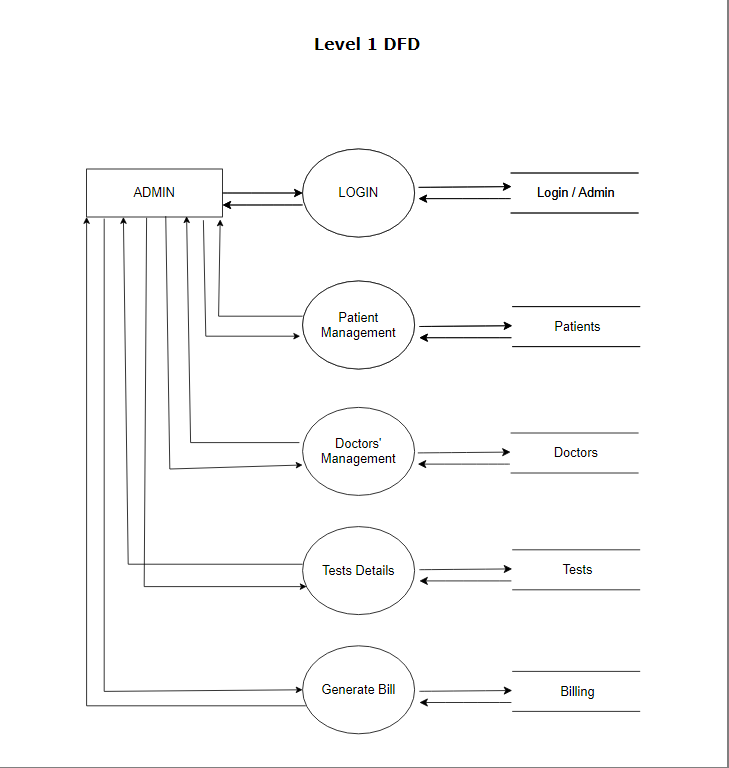 Level 1 DFD
ADMIN
LOGIN
Login / Admin
Patient
Management
Patients
Doctors'
Management
Doctors
Tests Details
Tests
Generate Bill
Billing